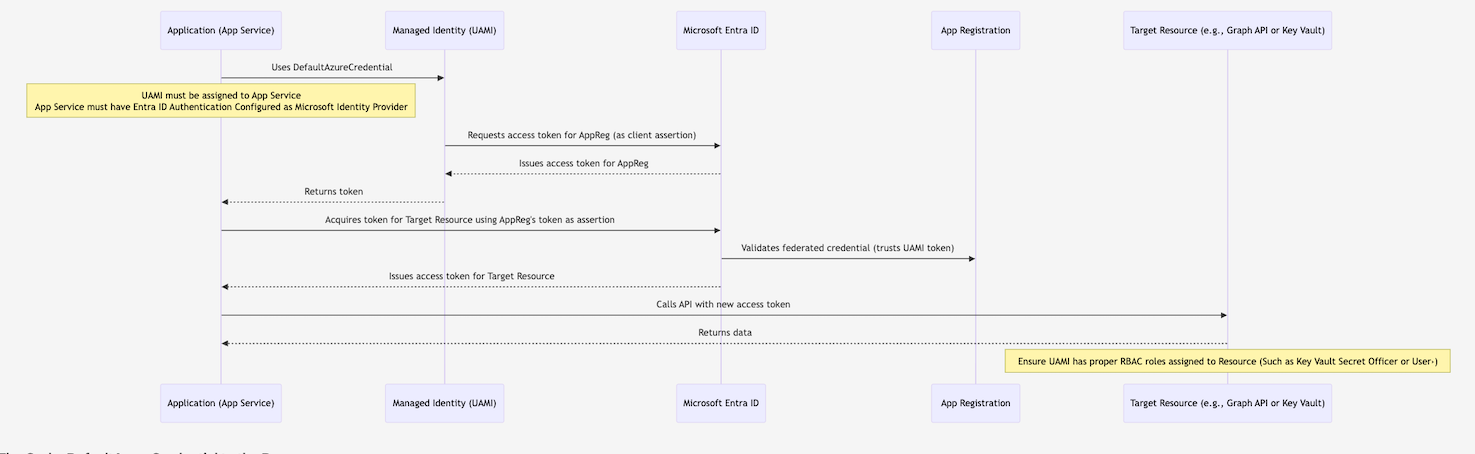 Application (App Service)
Managed Identity (UAMI)
Microsoft Entra ID
App Registration
Target Resource (e.g., Graph API or Key Vault)
Uses DefaultAzureCredential
UAMI must be assigned to App Service
App Service must have Entra ID Authentication Configured as Microsoft Identity Provider
Requests access token for AppReg (as client assertion)
Issues access token for AppReg
Returns token
Acquires token for Target Resource using AppReg's token as assertion
Validates federated credential (trusts UAMI token)
Issues access token for Target Resource
Calls API with new access token
Returns data
Ensure UAMI has proper RBAC roles assigned to Resource (Such as Key Vault Secret Officer or User·)
Application (App Service)
Managed Identity (UAMI)
Microsoft Entra ID
App Registration
Target Resource (e.g., Graph API or Key Vault)